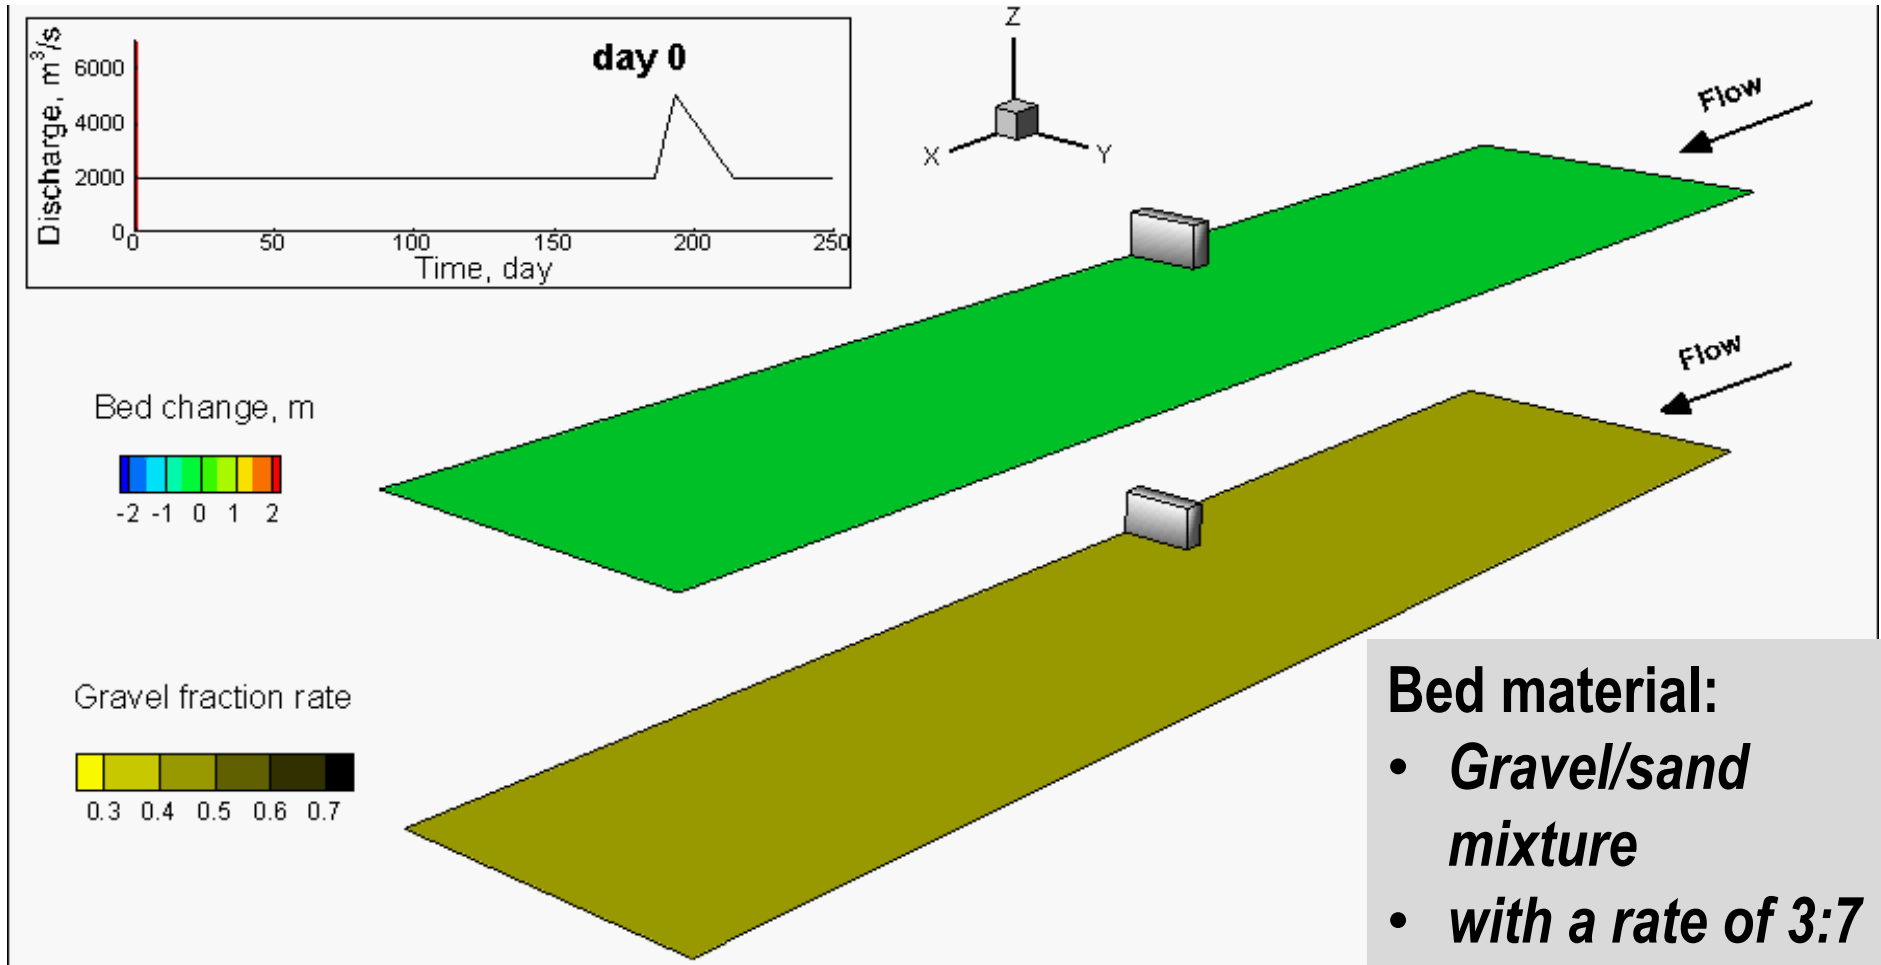 day 0
Discharge, m³/s
6000
4000
2000
0
0 50 100 150 200 250
Time, day
Z
X
Y
Flow
Flow
Bed change, m
-2 -1 0 1 2
Gravel fraction rate
0.3 0.4 0.5 0.6 0.7
Bed material:
• Gravel/sand
mixture
• with a rate of 3:7